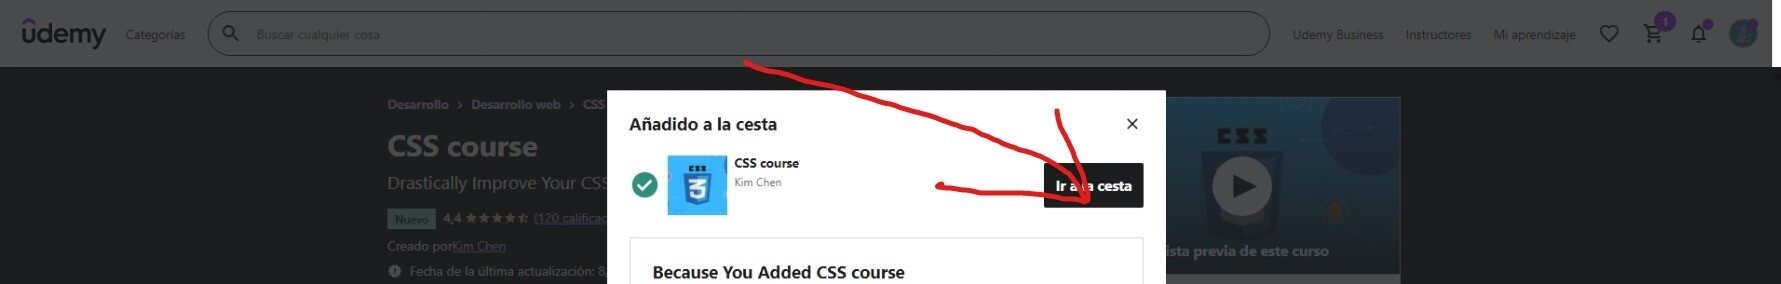 udemy Categorías Buscar cualquier cosa Udemy Business Instructores Mi aprendizaje 1
Desarrollo > Desarrollo web > CSS
CSS course
Drastically Improve Your CSS
Nuevo 4,4 (120
Creado por Kim Chen
Fecha de la última actualización: 8/
Añadido a la cesta
CSS
3
CSS course
Kim Chen
Ir a la cesta
Because You Added CSS course
CSS
previa de este curso